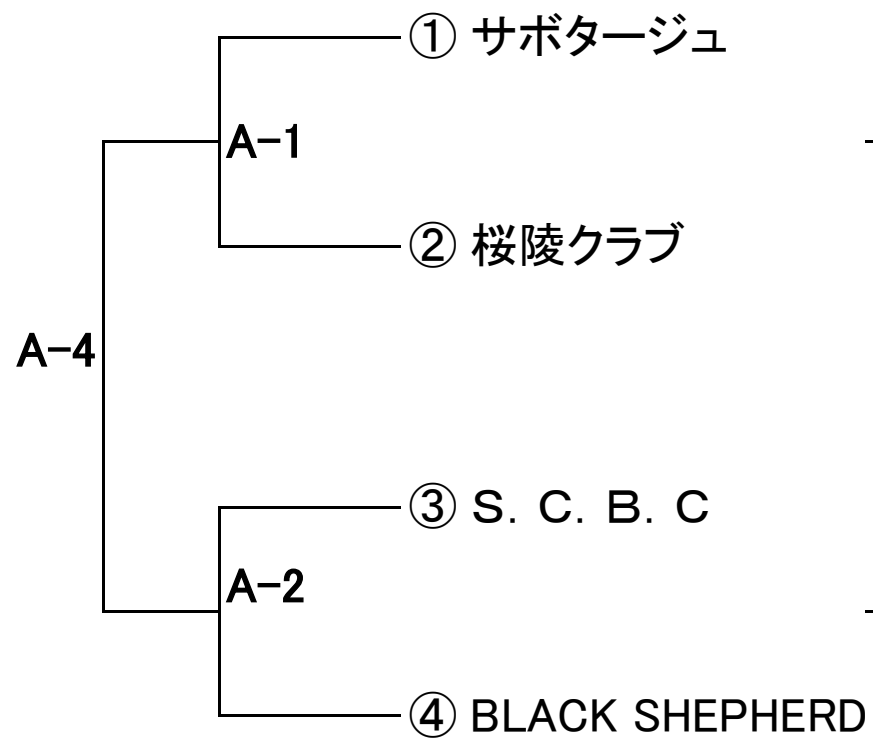 ① サボタージュ
A-1
② 桜陵クラブ
A-4
③ S. C. B. C
A-2
④ BLACK SHEPHERD